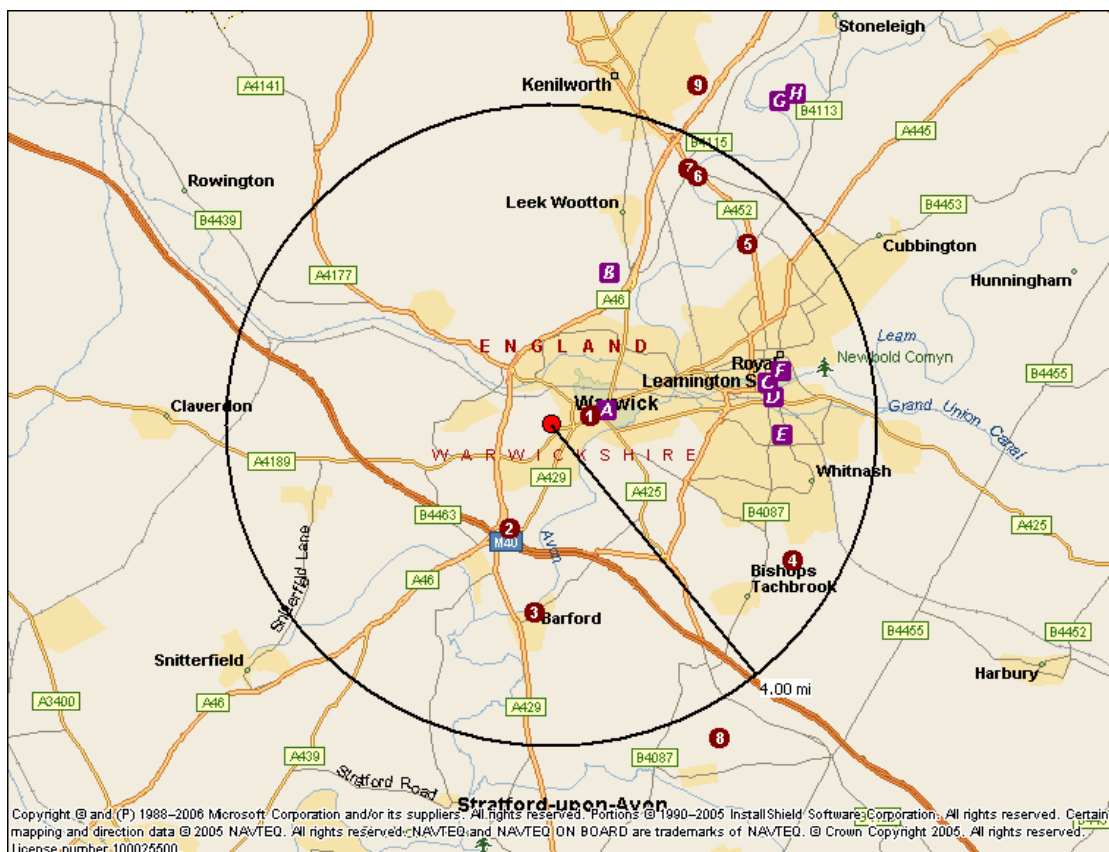 Stoneleigh
Kenilworth
A4141
9
G
H
B4113
A445
B4115
Rowington
7
6
Leek Wootton
B4439
A452
B4453
5
Cubbington
A4177
B
Hunningham
A46
Leam
ENGLAND
Royal
Newbold Comyn
F
Leamington S
C
B4455
Claverdon
Warwick
D
1
A
Grand Union Canal
E
WARWICKSHIRE
A4189
A429
Whitnash
A425
B4463
B4087
A425
2
M40
Avon
4
Snitterfield Lane
A46
Bishops
Tachbrook
3
Barford
B4455
B4452
Snitterfield
Harbury
4.00 mi
A3400
A46
A429
8
A439
B4087
Stratford Road
Stratford-upon-Avon
Copyright © and (P) 1988–2006 Microsoft Corporation and/or its suppliers. All rights reserved. Portions © 1990–2005 InstallShield Software Corporation. All rights reserved. Certain
mapping and direction data © 2005 NAVTEQ. All rights reserved. NAVTEQ and NAVTEQ ON BOARD are trademarks of NAVTEQ. © Crown Copyright 2005. All rights reserved.
License number 100025500.